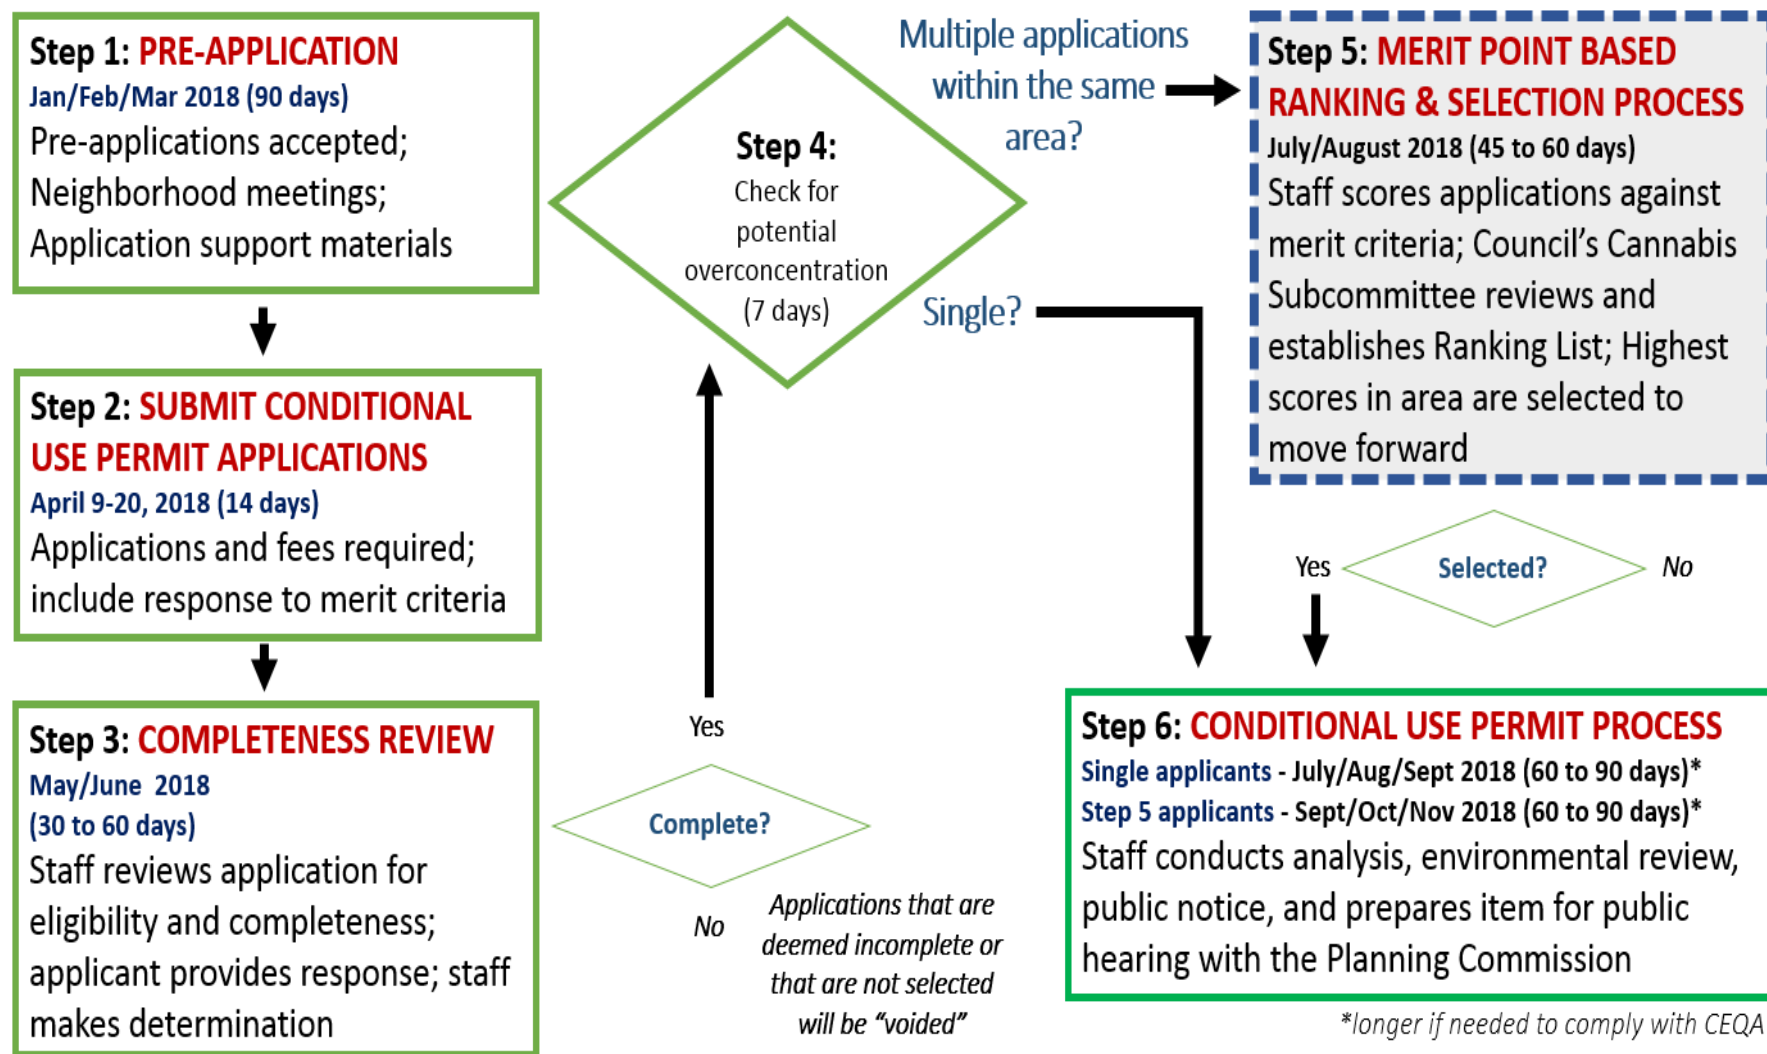 Step 1: PRE-APPLICATION
Jan/Feb/Mar 2018 (90 days)
Pre-applications accepted;
Neighborhood meetings;
Application support materials
Step 2: SUBMIT CONDITIONAL
USE PERMIT APPLICATIONS
April 9-20, 2018 (14 days)
Applications and fees required;
include response to merit criteria
Step 3: COMPLETENESS REVIEW
May/June 2018
(30 to 60 days)
Staff reviews application for
eligibility and completeness;
applicant provides response; staff
makes determination
Complete?
Yes
No
Applications that are
deemed incomplete or
that are not selected
will be “voided”
Step 4:
Check for
potential
overconcentration
(7 days)
Multiple applications
within the same
area?
Single?
Step 5: MERIT POINT BASED
RANKING & SELECTION PROCESS
July/August 2018 (45 to 60 days)
Staff scores applications against
merit criteria; Council’s Cannabis
Subcommittee reviews and
establishes Ranking List; Highest
scores in area are selected to
move forward
Yes
Selected?
No
Step 6: CONDITIONAL USE PERMIT PROCESS
Single applicants - July/Aug/Sept 2018 (60 to 90 days)*
Step 5 applicants - Sept/Oct/Nov 2018 (60 to 90 days)*
Staff conducts analysis, environmental review,
public notice, and prepares item for public
hearing with the Planning Commission
*longer if needed to comply with CEQA